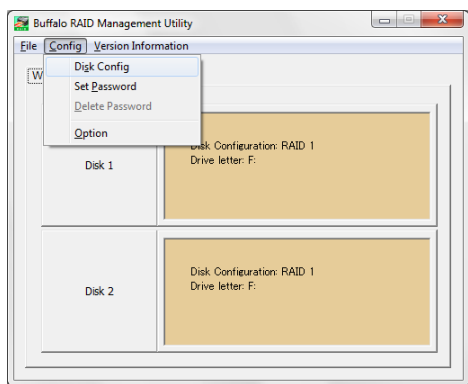 Buffalo RAID Management Utility
File Config Version Information
Disk Config
Set Password
Delete Password
Option
Disk 1
Disk Configuration: RAID 1
Drive letter: F:
Disk 2
Disk Configuration: RAID 1
Drive letter: F: